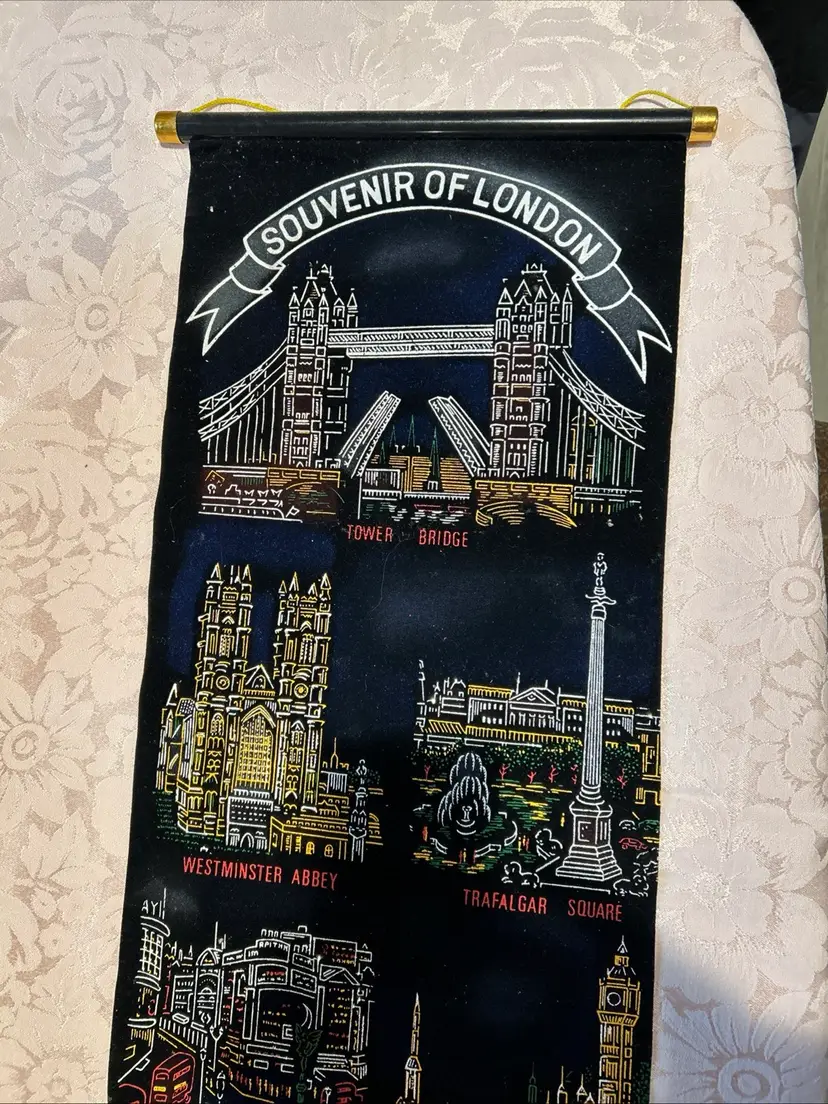 SOUVENIR OF LONDON
TOWER BRIDGE
WESTMINSTER ABBEY
TRAFALGAR SQUARE